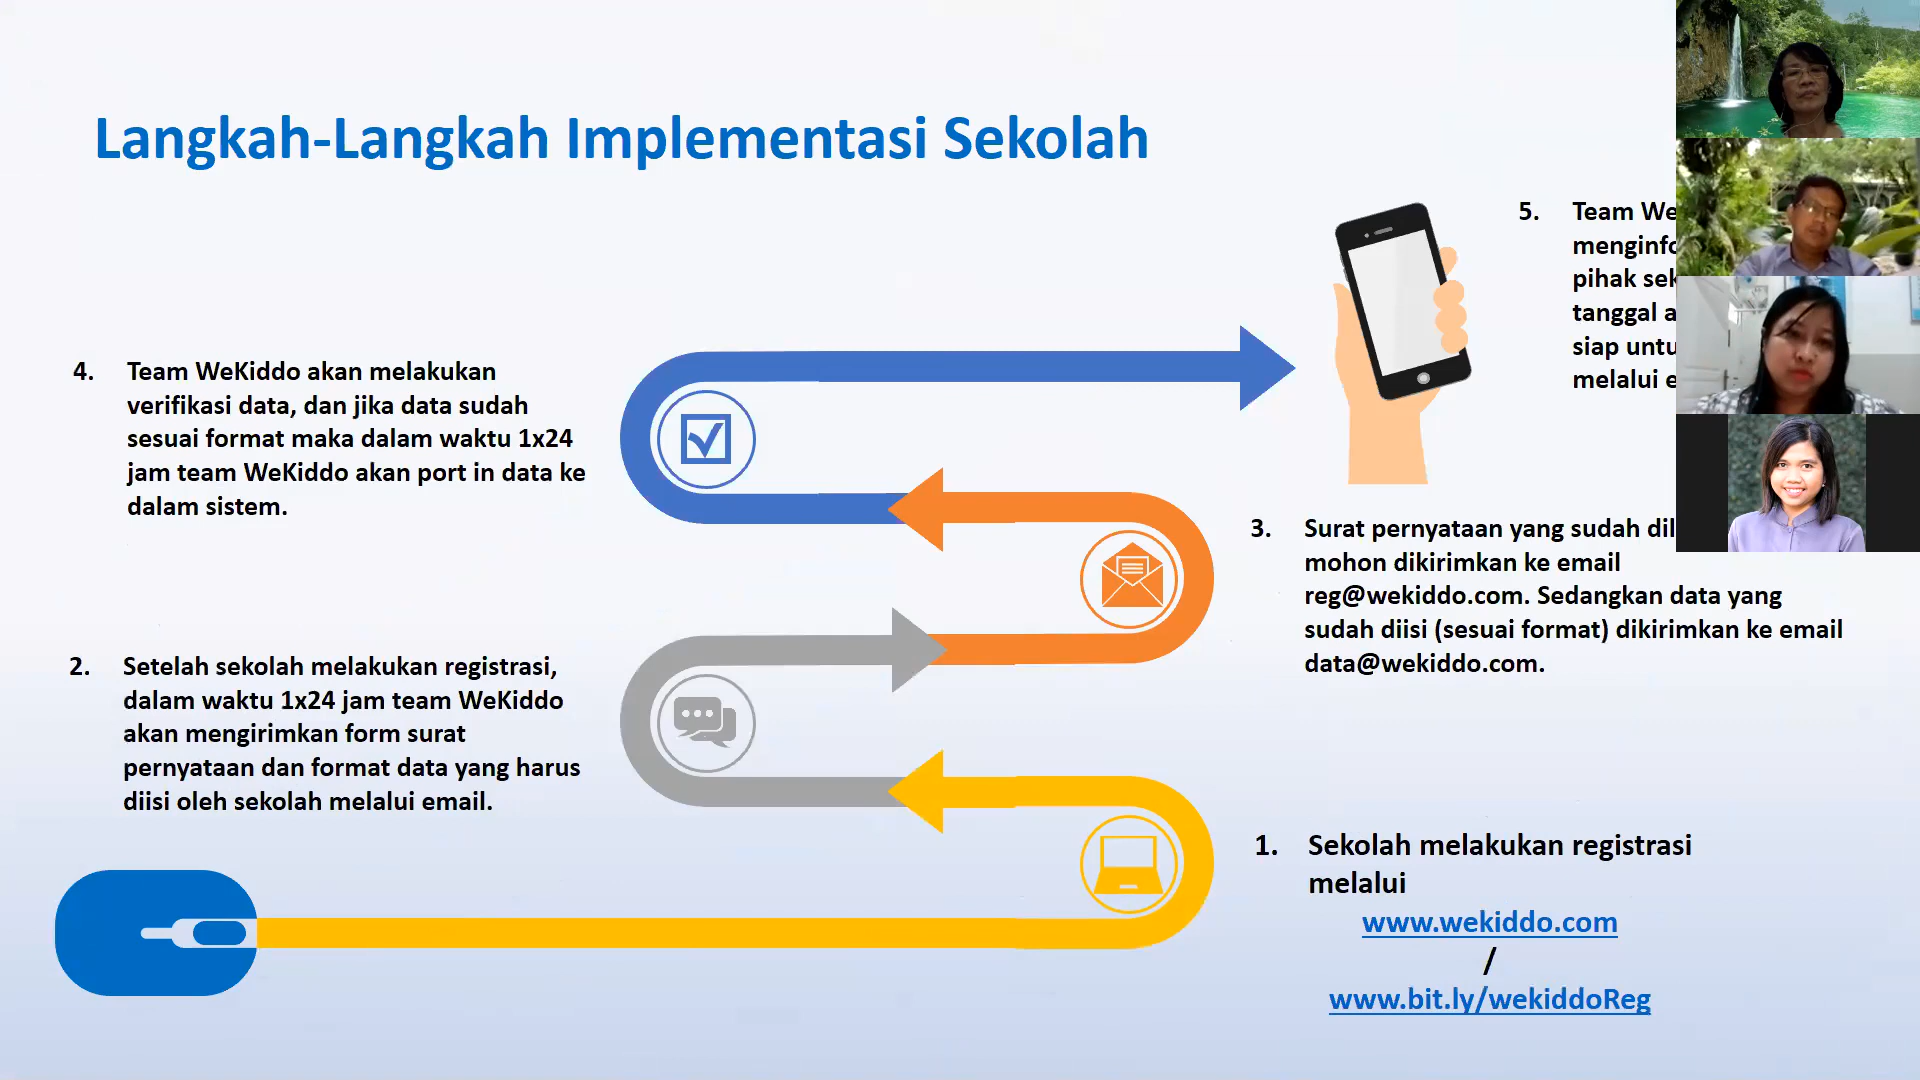 Langkah-Langkah Implementasi Sekolah
5. Team
pihak
tanggal
siap
melalui
4. Team WeKiddo akan melakukan
verifikasi data, dan jika data sudah
sesuai format maka dalam waktu 1x24
jam team WeKiddo akan port in data ke
dalam sistem.
3. Surat pernyataan yang sudah
mohon dikirimkan ke email
reg@wekiddo.com. Sedangkan data yang
sudah diisi (sesuai format) dikirimkan ke email
data@wekiddo.com.
2. Setelah sekolah melakukan registrasi,
dalam waktu 1x24 jam team WeKiddo
akan mengirimkan form surat
pernyataan dan format data yang harus
diisi oleh sekolah melalui email.
1. Sekolah melakukan registrasi
melalui
www.wekiddo.com
/
www.bit.ly/wekiddoReg